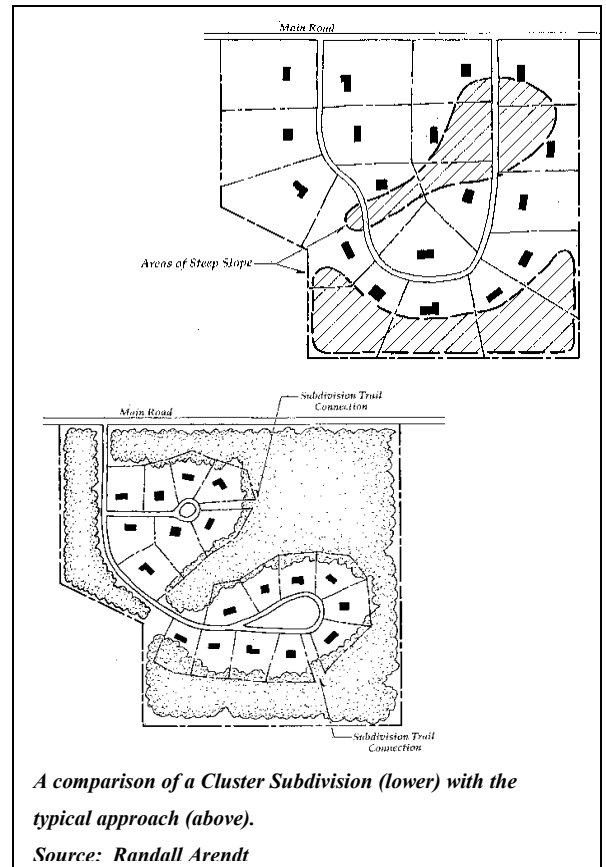 Main Road
Areas of Steep Slope
Subdivision Trail
Connection
Main Road
Subdivision Trail
Connection
A comparison of a Cluster Subdivision (lower) with the
typical approach (above).
Source: Randall Arendt